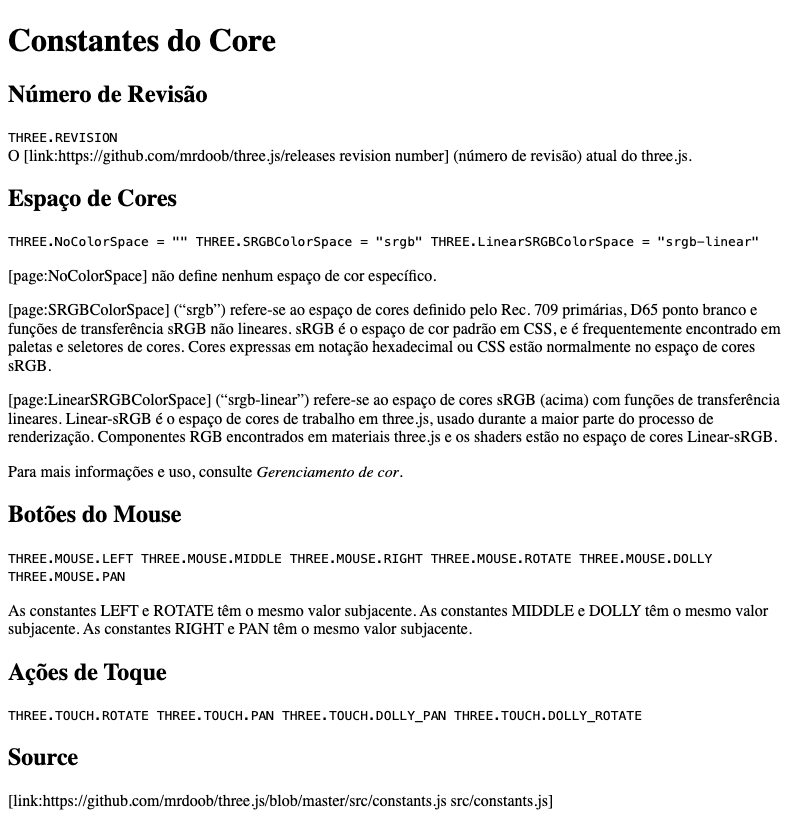 Constantes do Core
Número de Revisão
THREE.REVISION
O [link:https://github.com/mrdoob/three.js/releases revision number] (número de revisão) atual do three.js.
Espaço de Cores
THREE.NoColorSpace = "" THREE.SRGBColorSpace = "srgb" THREE.LinearSRGBColorSpace = "srgb-linear"
[page:NoColorSpace] não define nenhum espaço de cor específico.
[page:SRGBColorSpace] (“srgb”) refere-se ao espaço de cores definido pelo Rec. 709 primárias, D65 ponto branco e
funções de transferência sRGB não lineares. sRGB é o espaço de cor padrão em CSS, e é frequentemente encontrado em
paletas e seletores de cores. Cores expressas em notação hexadecimal ou CSS estão normalmente no espaço de cores
sRGB.
[page:LinearSRGBColorSpace] (“srgb-linear”) refere-se ao espaço de cores sRGB (acima) com funções de transferência
lineares. Linear-sRGB é o espaço de cores de trabalho em three.js, usado durante a maior parte do processo de
renderização. Componentes RGB encontrados em materiais three.js e os shaders estão no espaço de cores Linear-sRGB.
Para mais informações e uso, consulte Gerenciamento de cor.
Botões do Mouse
THREE.MOUSE.LEFT THREE.MOUSE.MIDDLE THREE.MOUSE.RIGHT THREE.MOUSE.ROTATE THREE.MOUSE.DOLLY
THREE.MOUSE.PAN
As constantes LEFT e ROTATE têm o mesmo valor subjacente. As constantes MIDDLE e DOLLY têm o mesmo valor
subjacente. As constantes RIGHT e PAN têm o mesmo valor subjacente.
Ações de Toque
THREE.TOUCH.ROTATE THREE.TOUCH.PAN THREE.TOUCH.DOLLY_PAN THREE.TOUCH.DOLLY_ROTATE
Source
[link:https://github.com/mrdoob/three.js/blob/master/src/constants.js src/constants.js]